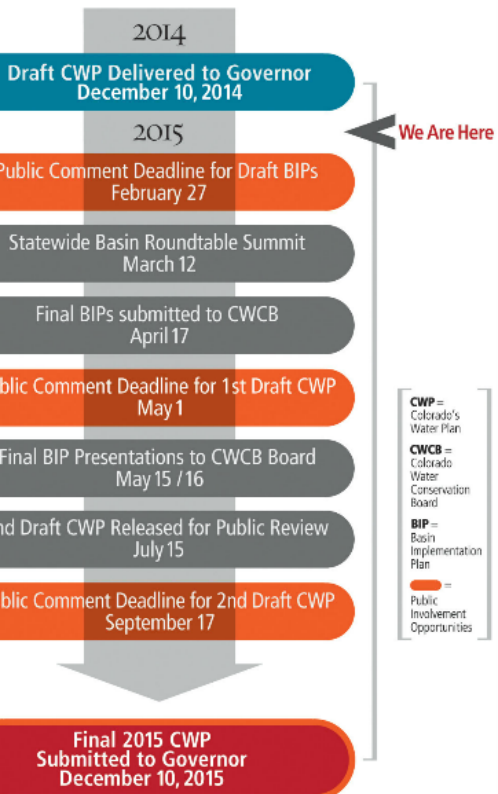 2014
Draft CWP Delivered to Governor
December 10, 2014
2015
We Are Here
Public Comment Deadline for Draft BIPs
February 27
Statewide Basin Roundtable Summit
March 12
Final BIPs submitted to CWCB
April 17
blic Comment Deadline for 1st Draft CWP
May 1
Final BIP Presentations to CWCB Board
May 15 / 16
nd Draft CWP Released for Public Review
July 15
blic Comment Deadline for 2nd Draft CWP
September 17
Final 2015 CWP
Submitted to Governor
December 10, 2015
CWP =
Colorado's
Water Plan
CWCB =
Colorado
Water
Conservation
Board
BIP =
Basin
Implementation
Plan
=
Public
Involvement
Opportunities